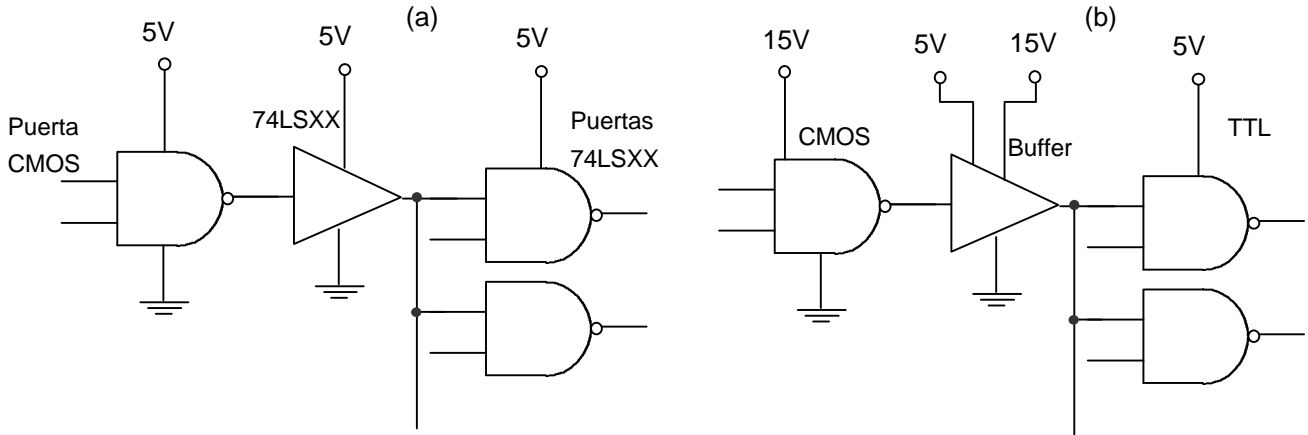 (a)
5V
5V
5V
Puerta
CMOS
74LSXX
Puertas
74LSXX
(b)
15V
5V
15V
5V
CMOS
Buffer
TTL